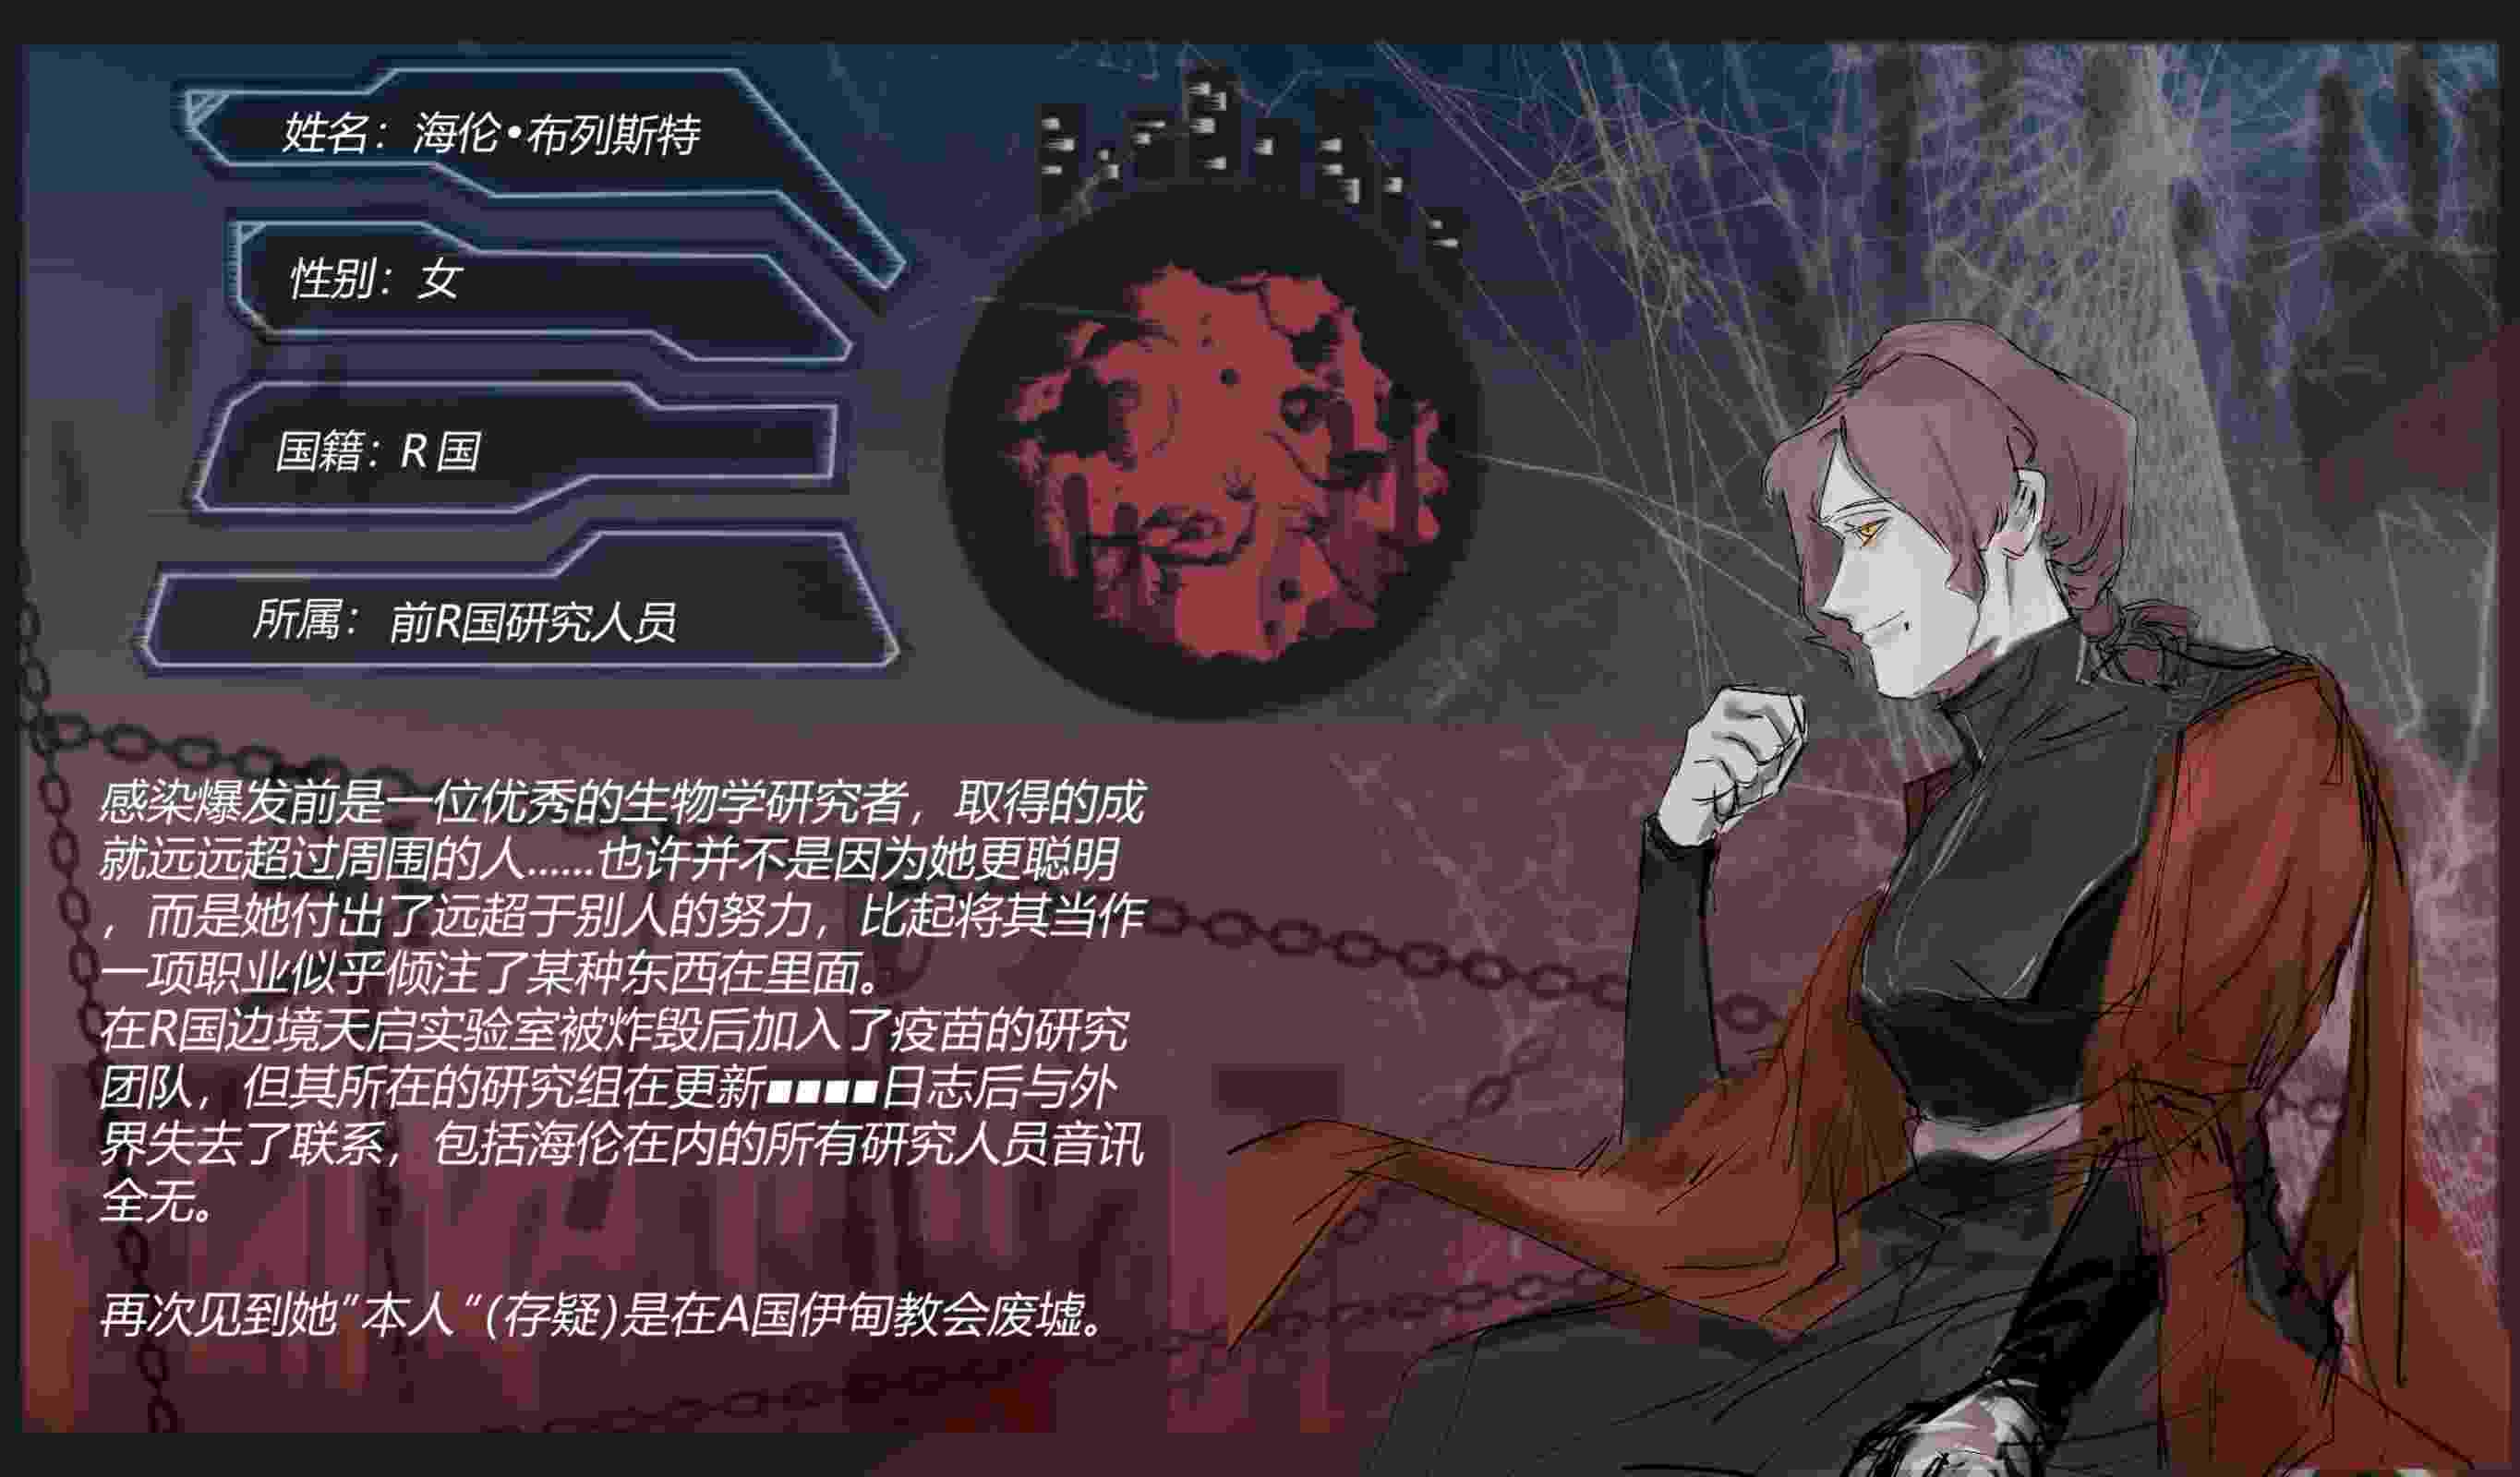 姓名：海伦•布列斯特
性别：女
国籍：R 国
所属：前R国研究人员
感染爆发前是一位优秀的生物学研究者，取得的成
就远远超过周围的人......也许并不是因为她更聪明
，而是她付出了远超于别人的努力，比起将其当作
一项职业似乎倾注了某种东西在里面。
在R国边境天启实验室被炸毁后加入了疫苗的研究
团队，但其所在的研究组在更新■■■■日志后与外
界失去了联系，包括海伦在内的所有研究人员音讯
全无。
再次见到她“本人“(存疑)是在A国伊甸教会废墟。